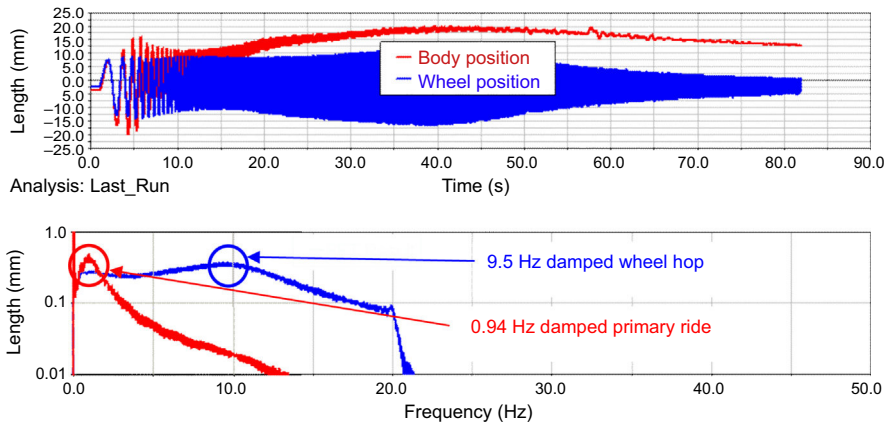 25.0
20.0
15.0
10.0
5.0
0.0
−5.0
−10.0
−15.0
−20.0
−25.0
Length (mm)
Body position
Wheel position
0.0 10.0 20.0 30.0 40.0 50.0 60.0 70.0 80.0 90.0
Analysis: Last_Run
Time (s)
1.0
0.1
0.01
Length (mm)
9.5 Hz damped wheel hop
0.94 Hz damped primary ride
0.0 10.0 20.0 30.0 40.0 50.0
Frequency (Hz)